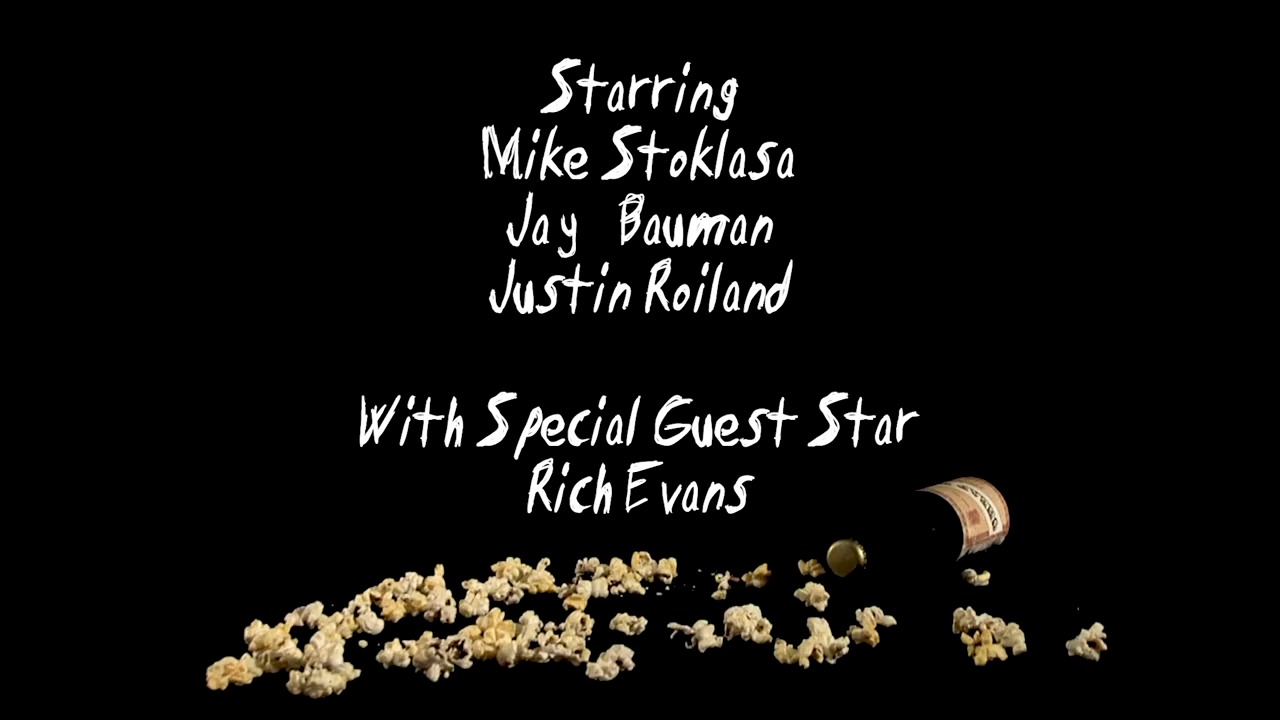 Starring
Mike Stoklasa
Jay Bauman
Justin Roiland
With Special Guest Star
Rich Evans